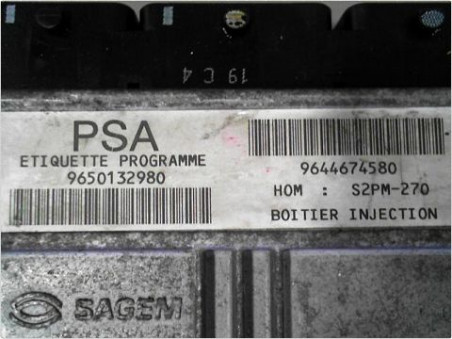 19 C 4
PSA
ETIQUETTE PROGRAMME
9650132980
9644674580
HOM : S2PM-270
BOITIER INJECTION
SAGEM